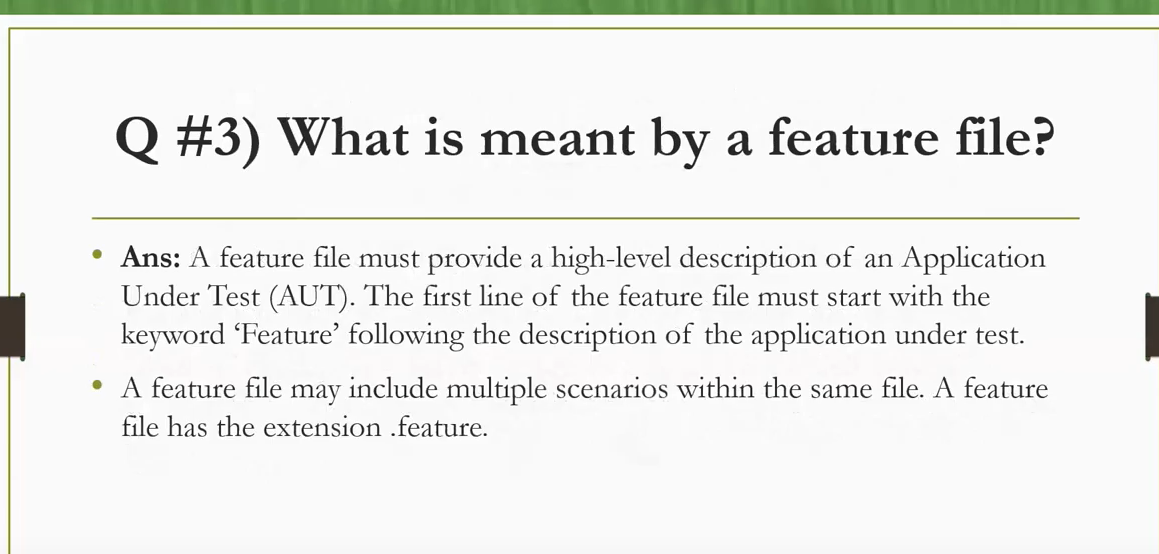 Q #3) What is meant by a feature file?
• Ans: A feature file must provide a high-level description of an Application
Under Test (AUT). The first line of the feature file must start with the
keyword ‘Feature’ following the description of the application under test.
• A feature file may include multiple scenarios within the same file. A feature
file has the extension .feature.